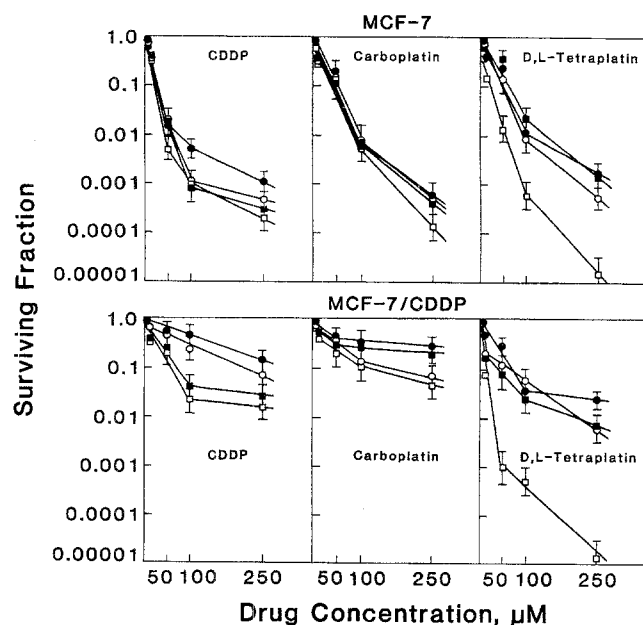 MCF-7
CDDP
Carboplatin
D,L-Tetraplatin
1.0
0.1
0.01
0.001
0.0001
0.00001
MCF-7/CDDP
CDDP
Carboplatin
D,L-Tetraplatin
1.0
0.1
0.01
0.001
0.0001
0.00001
Surviving Fraction
50 100 250
50 100 250
50 100 250
Drug Concentration, μM